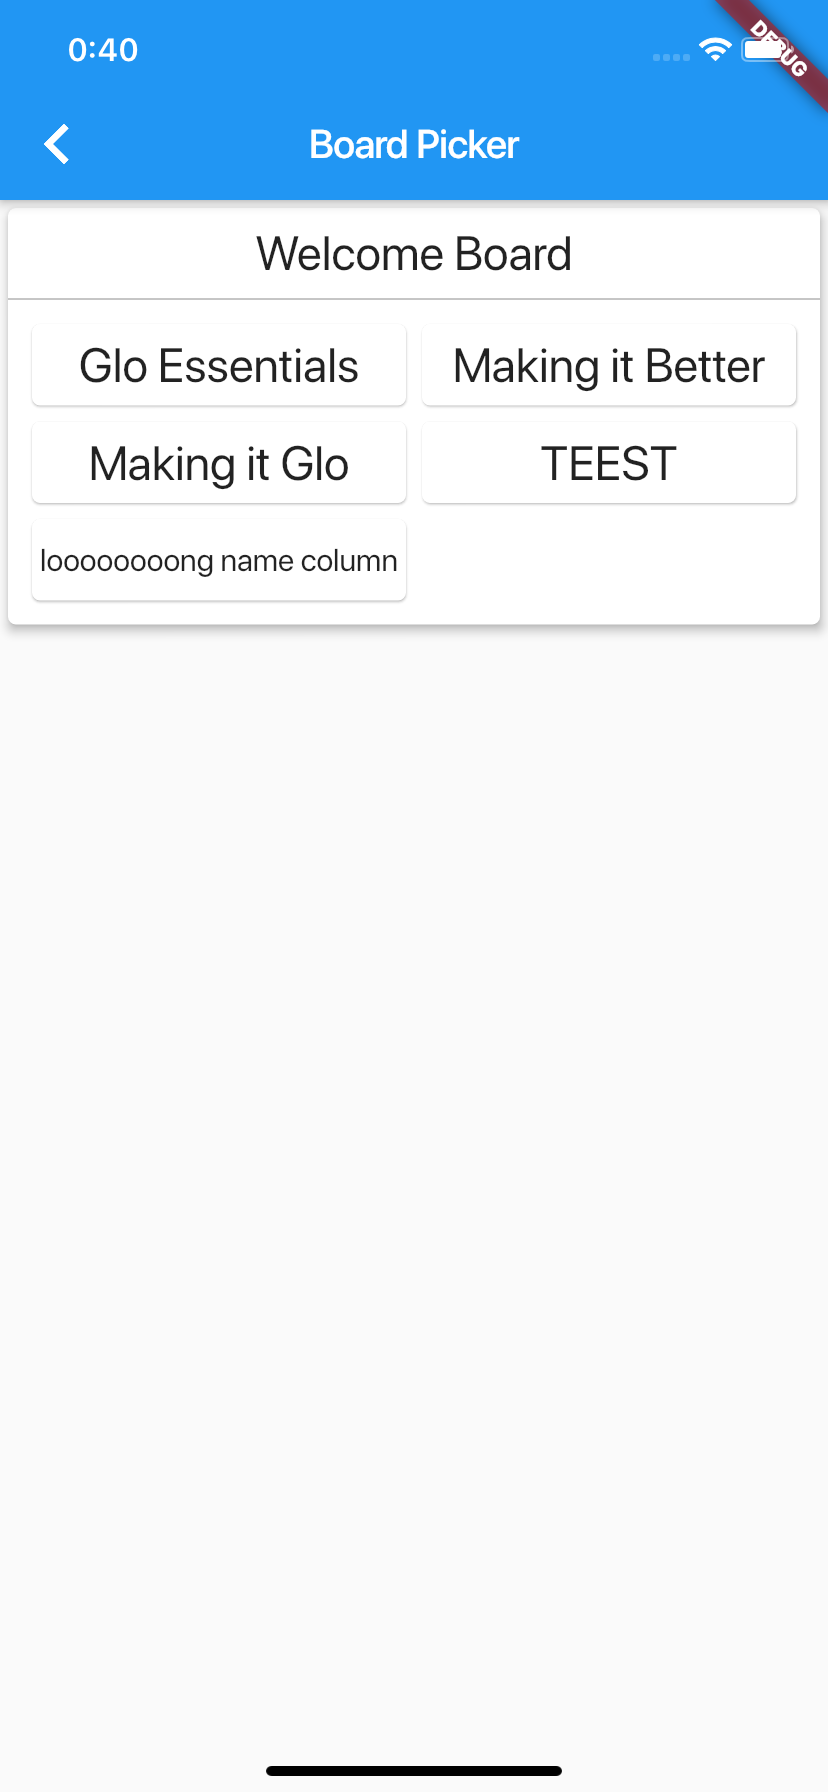 0:40
DEBUG
Board Picker
Welcome Board
Glo Essentials
Making it Better
Making it Glo
TEEST
loooooooong name column